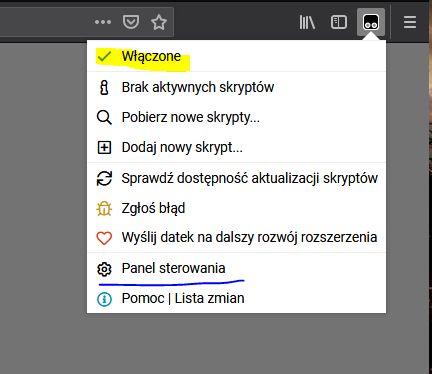 Włączone
Brak aktywnych skryptów
Pobierz nowe skrypty...
Dodaj nowy skrypt...
Sprawdź dostępność aktualizacji skryptów
Zgłoś błąd
Wyślij datek na dalszy rozwój rozszerzenia
Panel sterowania
Pomoc | Lista zmian